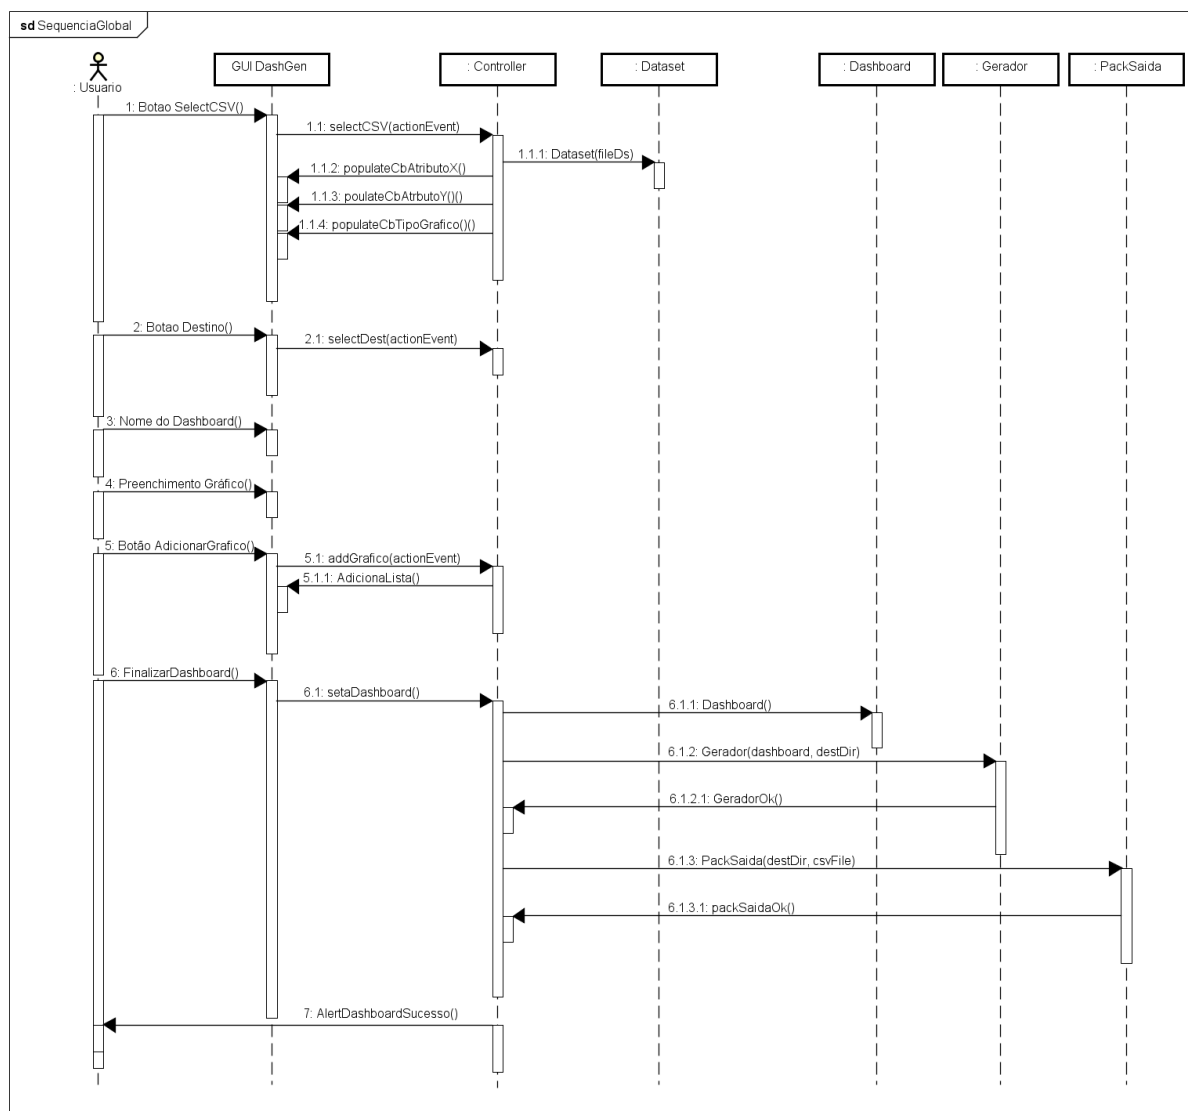 sd SequenciaGlobal
: Usuario
GUI DashGen
: Controller
: Dataset
: Dashboard
: Gerador
: PackSaida
1: Botao SelectCSV()
1.1: selectCSV(actionEvent)
1.1.1: Dataset(fileDs)
1.1.2: populateCbAtributoX()
1.1.3: poulateCbAtrbutoY()()
1.1.4: populateCbTipoGrafico()()
2: Botao Destino()
2.1: selectDest(actionEvent)
3: Nome do Dashboard()
4: Preenchimento Gráfico()
5: Botão AdicionarGrafico()
5.1: addGrafico(actionEvent)
5.1.1: AdicionaLista()
6: FinalizarDashboard()
6.1: setaDashboard()
6.1.1: Dashboard()
6.1.2: Gerador(dashboard, destDir)
6.1.2.1: GeradorOk()
6.1.3: PackSaida(destDir, csvFile)
6.1.3.1: packSaidaOk()
7: AlertDashboardSucesso()